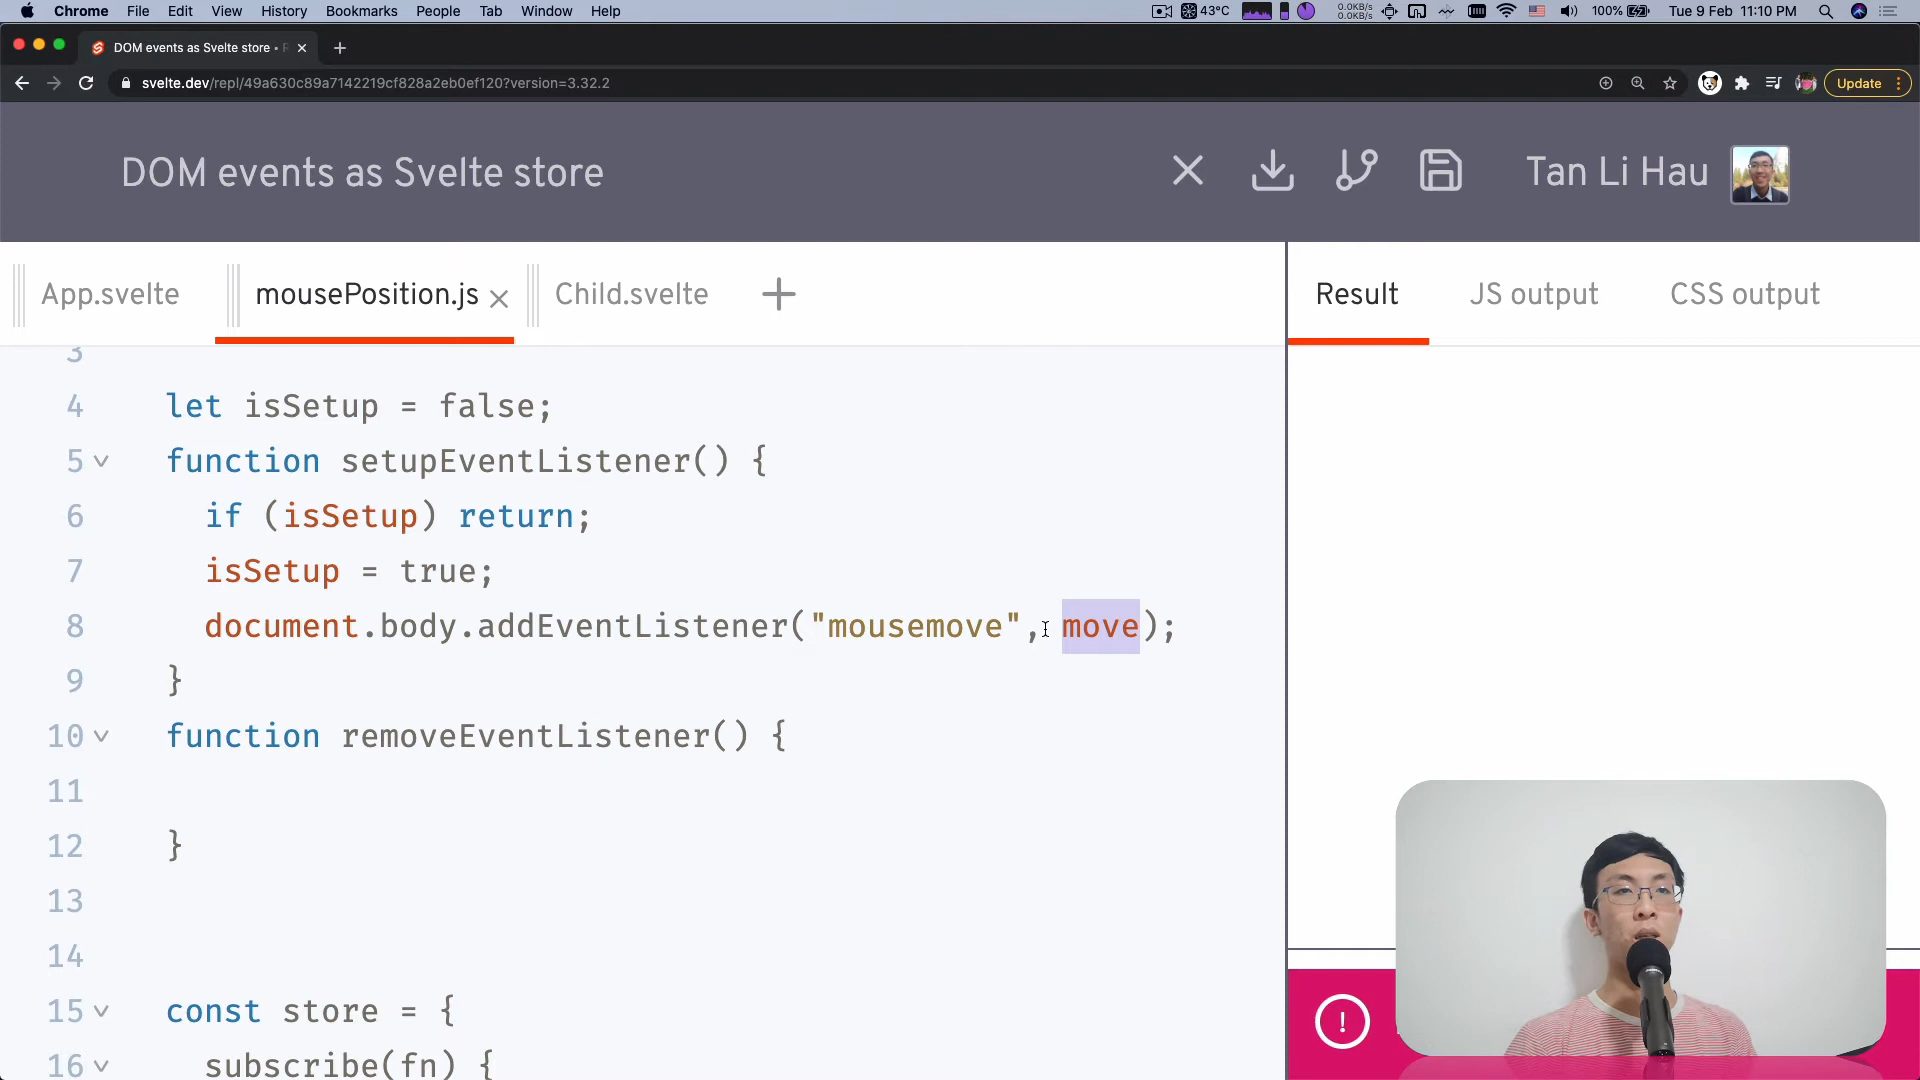 Chrome File Edit View History Bookmarks People Tab Window Help 43°C 0.0KB/s 0.0KB/s 100% Tue 9 Feb 11:10 PM
DOM events as Svelte store •
svelte.dev/repl/49a630c89a7142219cf828a2eb0ef120?version=3.32.2 Update
DOM events as Svelte store Tan Li Hau
App.svelte mousePosition.js Child.svelte Result JS output CSS output
3
4 let isSetup = false;
5 function setupEventListener() {
6 if (isSetup) return;
7 isSetup = true;
8 document.body.addEventListener("mousemove", move);
9 }
10 function removeEventListener() {
11
12 }
13
14
15 const store = {
16 subscribe(fn) {
!